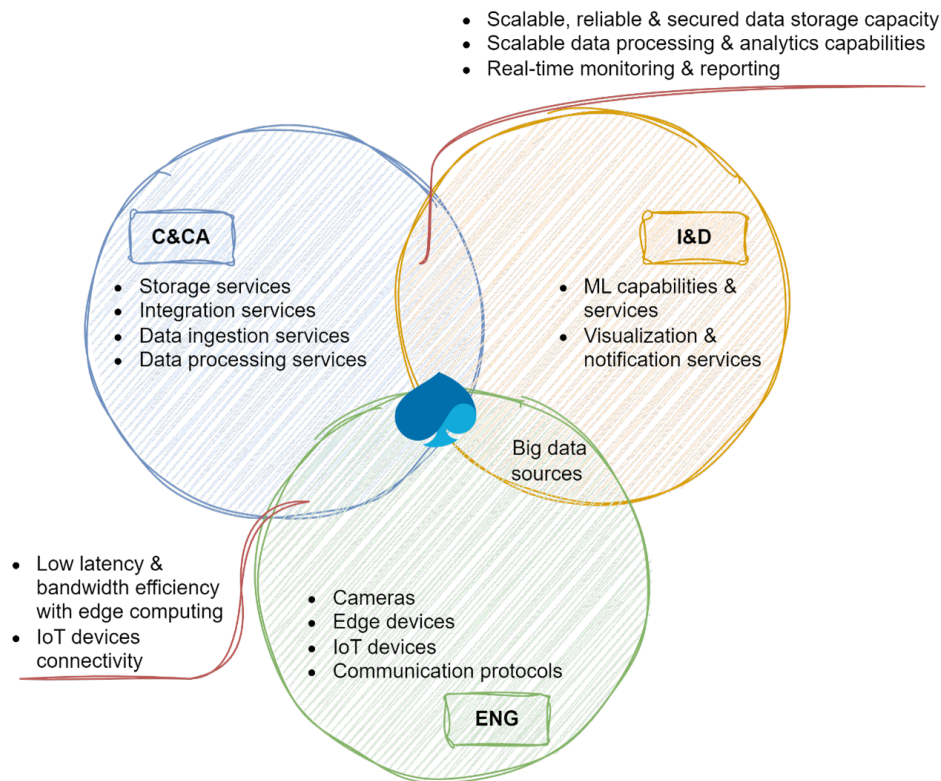 • Scalable, reliable & secured data storage capacity
• Scalable data processing & analytics capabilities
• Real-time monitoring & reporting
C&CA
• Storage services
• Integration services
• Data ingestion services
• Data processing services
I&D
• ML capabilities &
services
• Visualization &
notification services
Big data
sources
• Low latency &
bandwidth efficiency
with edge computing
• IoT devices
connectivity
• Cameras
• Edge devices
• IoT devices
• Communication protocols
ENG